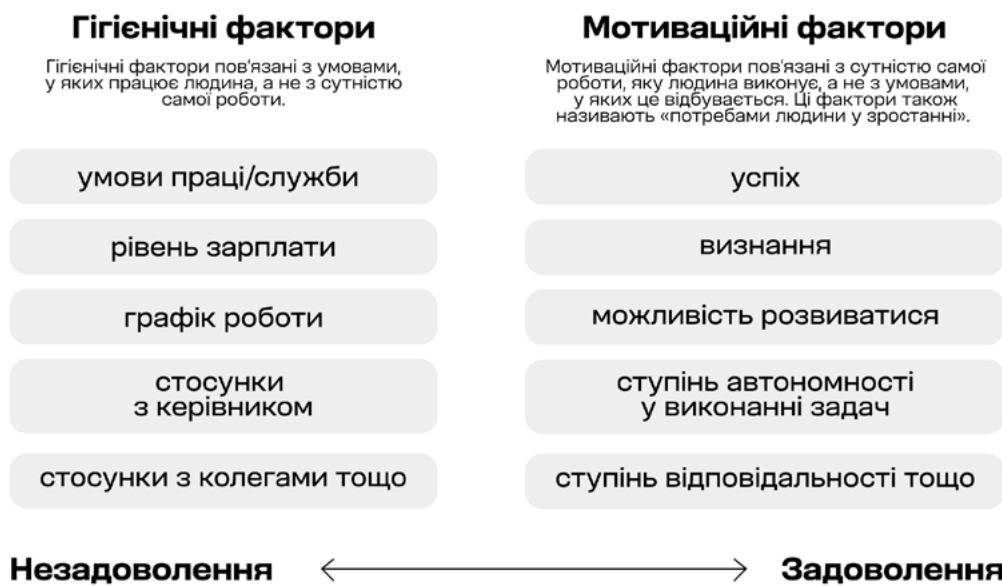 Гігієнічні фактори
Гігієнічні фактори пов'язані з умовами,
у яких працює людина, а не з сутністю
самої роботи.
умови праці/служби
рівень зарплати
графік роботи
стосунки
з керівником
стосунки з колегами тощо
Незадоволення
Мотиваційні фактори
Мотиваційні фактори пов'язані з сутністю самої
роботи, яку людина виконує, а не з умовами,
у яких це відбувається. Ці фактори також
називають «потребами людини у зростанні».
успіх
визнання
можливість розвиватися
ступінь автономності
у виконанні задач
ступінь відповідальності тощо
Задоволення